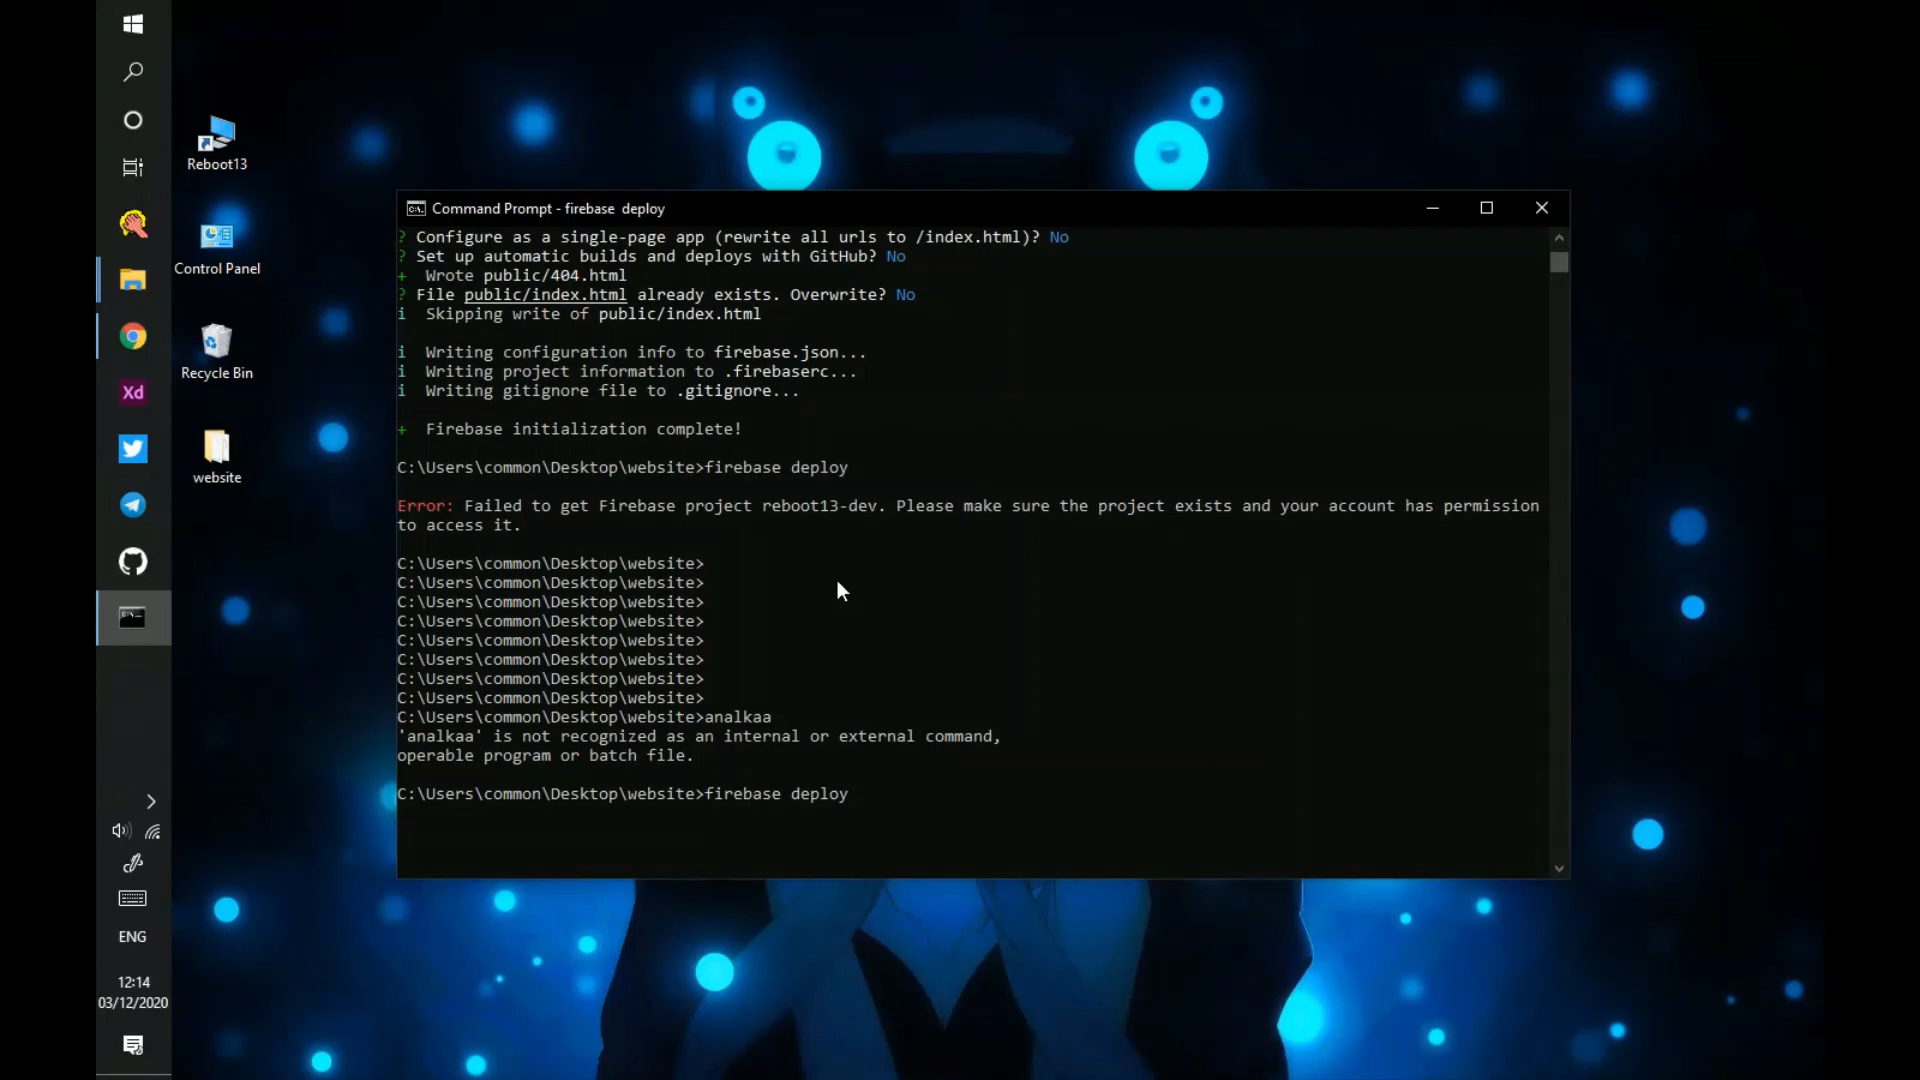 Reboot13
Control Panel
Recycle Bin
website
Xd
ENG
12:14
03/12/2020
Command Prompt - firebase  deploy
? Configure as a single-page app (rewrite all urls to /index.html)? No
? Set up automatic builds and deploys with GitHub? No
+  Wrote public/404.html
? File public/index.html already exists. Overwrite? No
i  Skipping write of public/index.html
i  Writing configuration info to firebase.json...
i  Writing project information to .firebaserc...
i  Writing gitignore file to .gitignore...
+  Firebase initialization complete!
C:\Users\common\Desktop\website>firebase deploy
Error: Failed to get Firebase project reboot13-dev. Please make sure the project exists and your account has permission
to access it.
C:\Users\common\Desktop\website>
C:\Users\common\Desktop\website>
C:\Users\common\Desktop\website>
C:\Users\common\Desktop\website>
C:\Users\common\Desktop\website>
C:\Users\common\Desktop\website>
C:\Users\common\Desktop\website>
C:\Users\common\Desktop\website>
C:\Users\common\Desktop\website>analkaa
'analkaa' is not recognized as an internal or external command,
operable program or batch file.
C:\Users\common\Desktop\website>firebase deploy